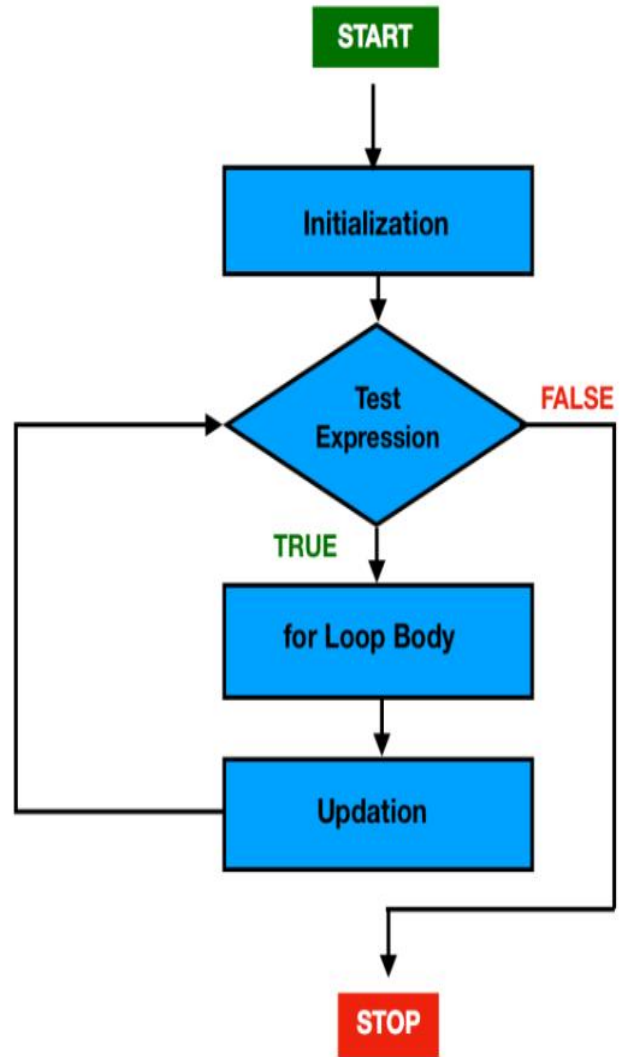 START
Initialization
Test
Expression
FALSE
TRUE
for Loop Body
Updation
STOP